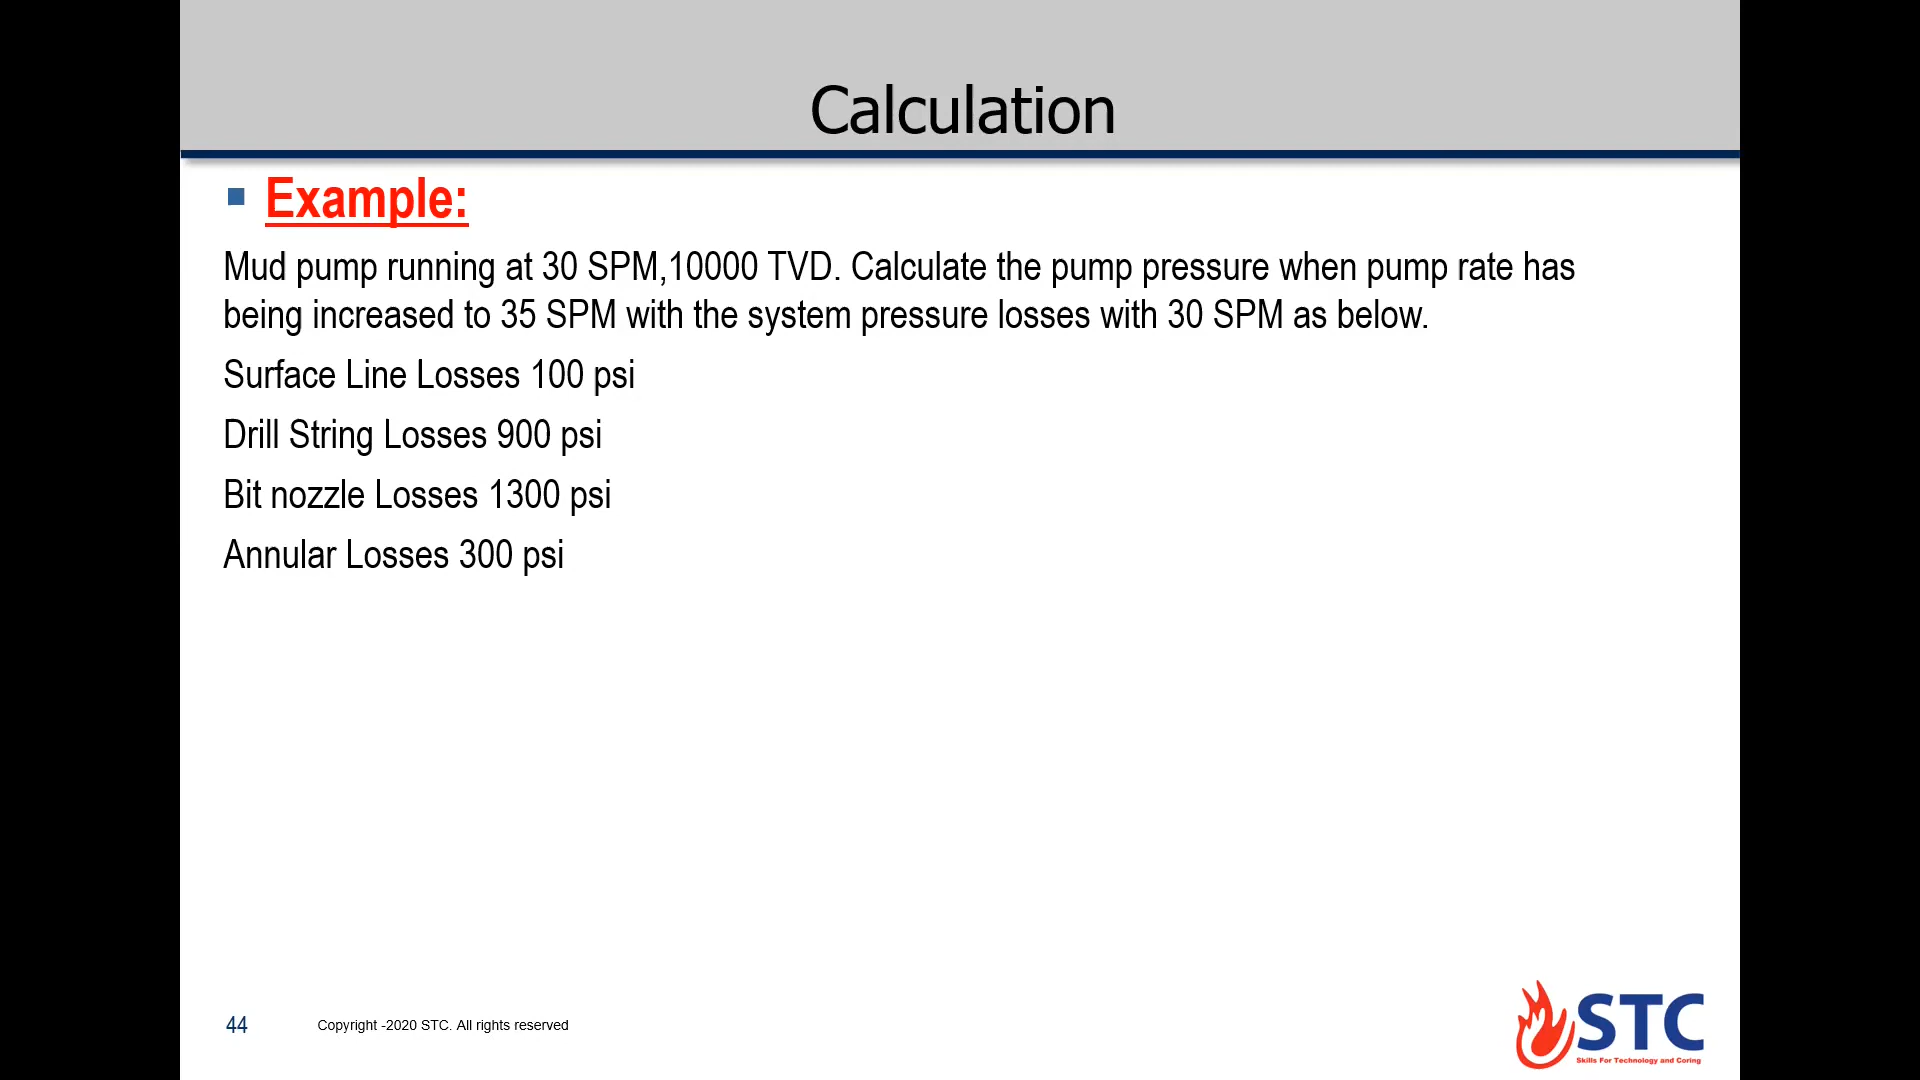 Calculation
Example:
Mud pump running at 30 SPM,10000 TVD. Calculate the pump pressure when pump rate has
being increased to 35 SPM with the system pressure losses with 30 SPM as below.
Surface Line Losses 100 psi
Drill String Losses 900 psi
Bit nozzle Losses 1300 psi
Annular Losses 300 psi
44
Copyright -2020 STC. All rights reserved
STC
Skills For Technology and Coring